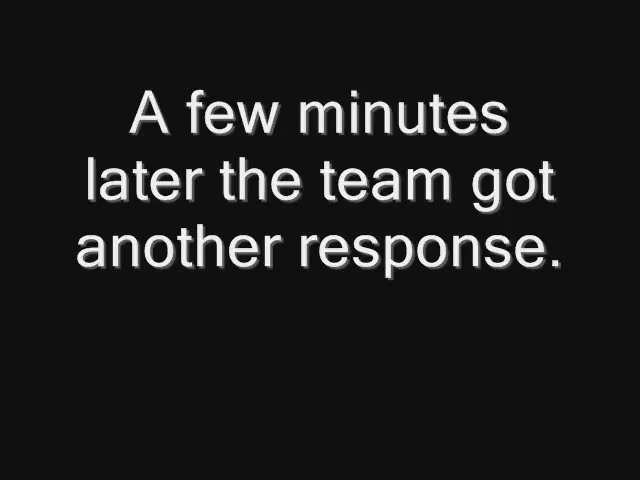 A few minutes
later the team got
another response.